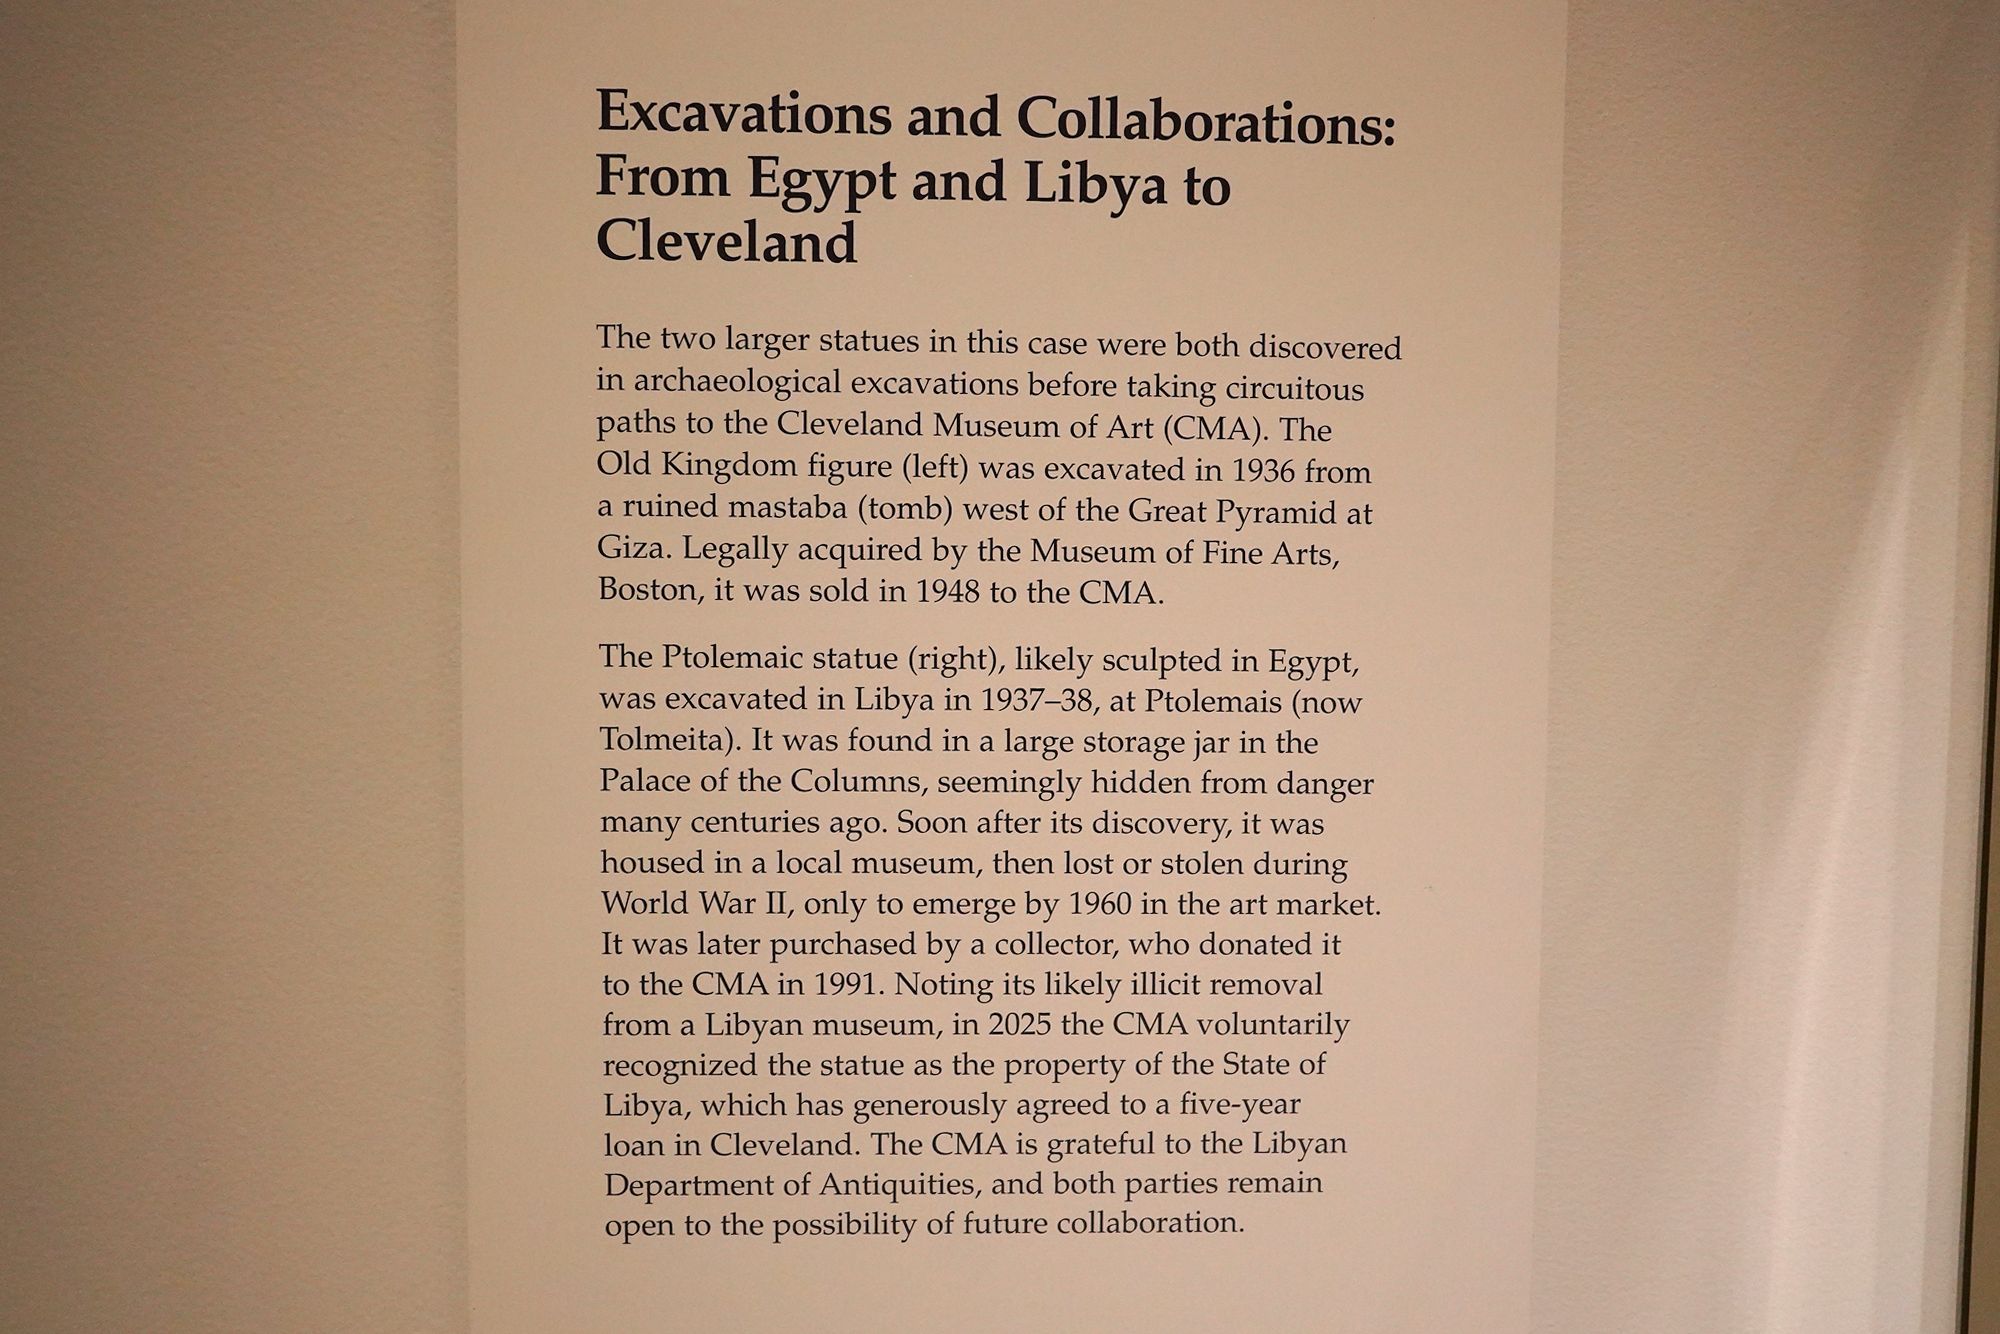 Excavations and Collaborations:
From Egypt and Libya to
Cleveland
The two larger statues in this case were both discovered
in archaeological excavations before taking circuitous
paths to the Cleveland Museum of Art (CMA). The
Old Kingdom figure (left) was excavated in 1936 from
a ruined mastaba (tomb) west of the Great Pyramid at
Giza. Legally acquired by the Museum of Fine Arts,
Boston, it was sold in 1948 to the CMA.
The Ptolemaic statue (right), likely sculpted in Egypt,
was excavated in Libya in 1937–38, at Ptolemais (now
Tolmeita). It was found in a large storage jar in the
Palace of the Columns, seemingly hidden from danger
many centuries ago. Soon after its discovery, it was
housed in a local museum, then lost or stolen during
World War II, only to emerge by 1960 in the art market.
It was later purchased by a collector, who donated it
to the CMA in 1991. Noting its likely illicit removal
from a Libyan museum, in 2025 the CMA voluntarily
recognized the statue as the property of the State of
Libya, which has generously agreed to a five-year
loan in Cleveland. The CMA is grateful to the Libyan
Department of Antiquities, and both parties remain
open to the possibility of future collaboration.